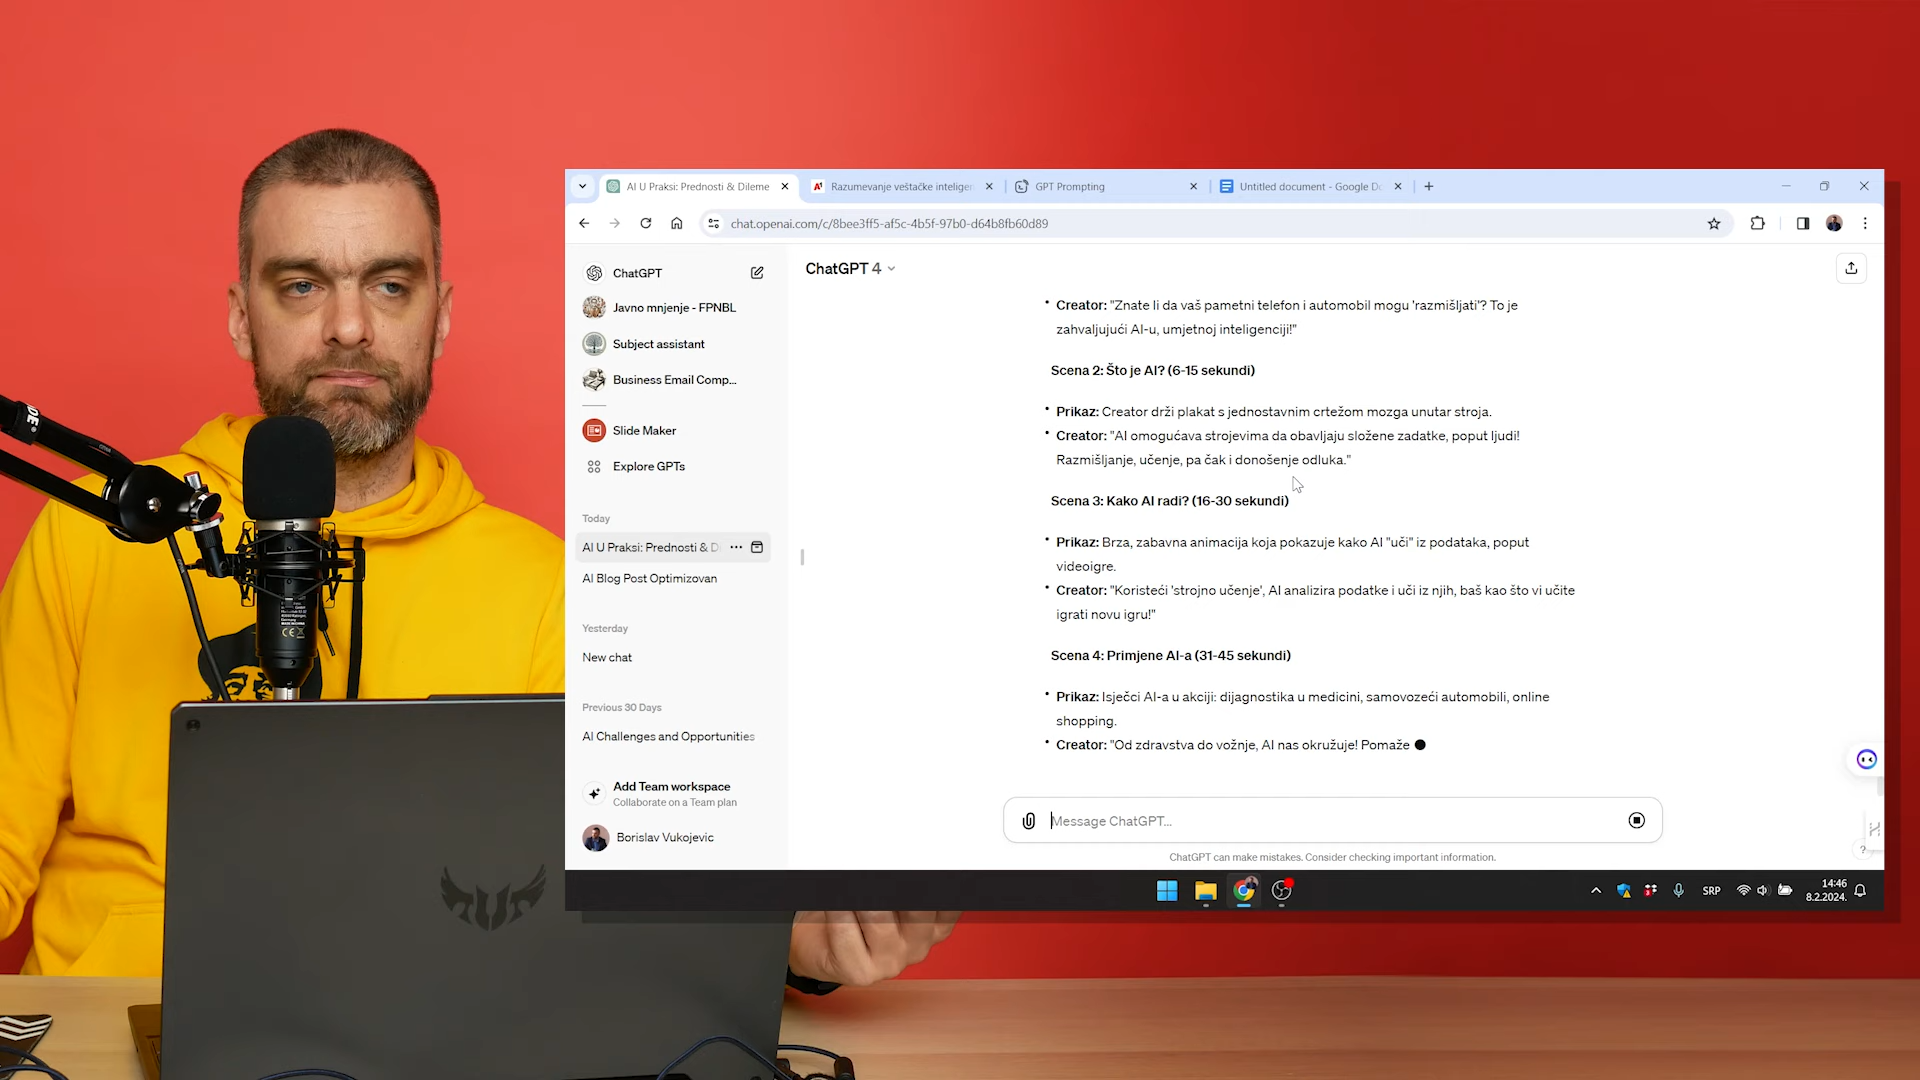 AI U Praksi: Prednosti & Dileme
Razumevanje veštačke inteliger
GPT Prompting
Untitled document - Google Do
chat.openai.com/c/8bee3ff5-af5c-4b5f-97b0-d64b8fb60d89
ChatGPT
Javno mnjenje - FPNBL
Subject assistant
Business Email Comp...
Slide Maker
Explore GPTs
Today
AI U Praksi: Prednosti & D
AI Blog Post Optimizovan
Yesterday
New chat
Previous 30 Days
AI Challenges and Opportunities
Add Team workspace
Collaborate on a Team plan
Borislav Vukojevic
ChatGPT 4
• Creator: "Znate li da vaš pametni telefon i automobil mogu 'razmišljati'? To je
zahvaljujući AI-u, umjetnoj inteligenciji!"
Scena 2: Što je AI? (6-15 sekundi)
• Prikaz: Creator drži plakat s jednostavnim crtežom mozga unutar stroja.
• Creator: "AI omogućava strojevima da obavljaju složene zadatke, poput ljudi!
Razmišljanje, učenje, pa čak i donošenje odluka."
Scena 3: Kako AI radi? (16-30 sekundi)
• Prikaz: Brza, zabavna animacija koja pokazuje kako AI "uči" iz podataka, poput
videoigre.
• Creator: "Koristeći 'strojno učenje', AI analizira podatke i uči iz njih, baš kao što vi učite
igrati novu igru!"
Scena 4: Primjene AI-a (31-45 sekundi)
• Prikaz: Isječci AI-a u akciji: dijagnostika u medicini, samovozeći automobili, online
shopping.
• Creator: "Od zdravstva do vožnje, AI nas okružuje! Pomaže
Message ChatGPT...
ChatGPT can make mistakes. Consider checking important information.
?
SRP
14:46
8.2.2024.